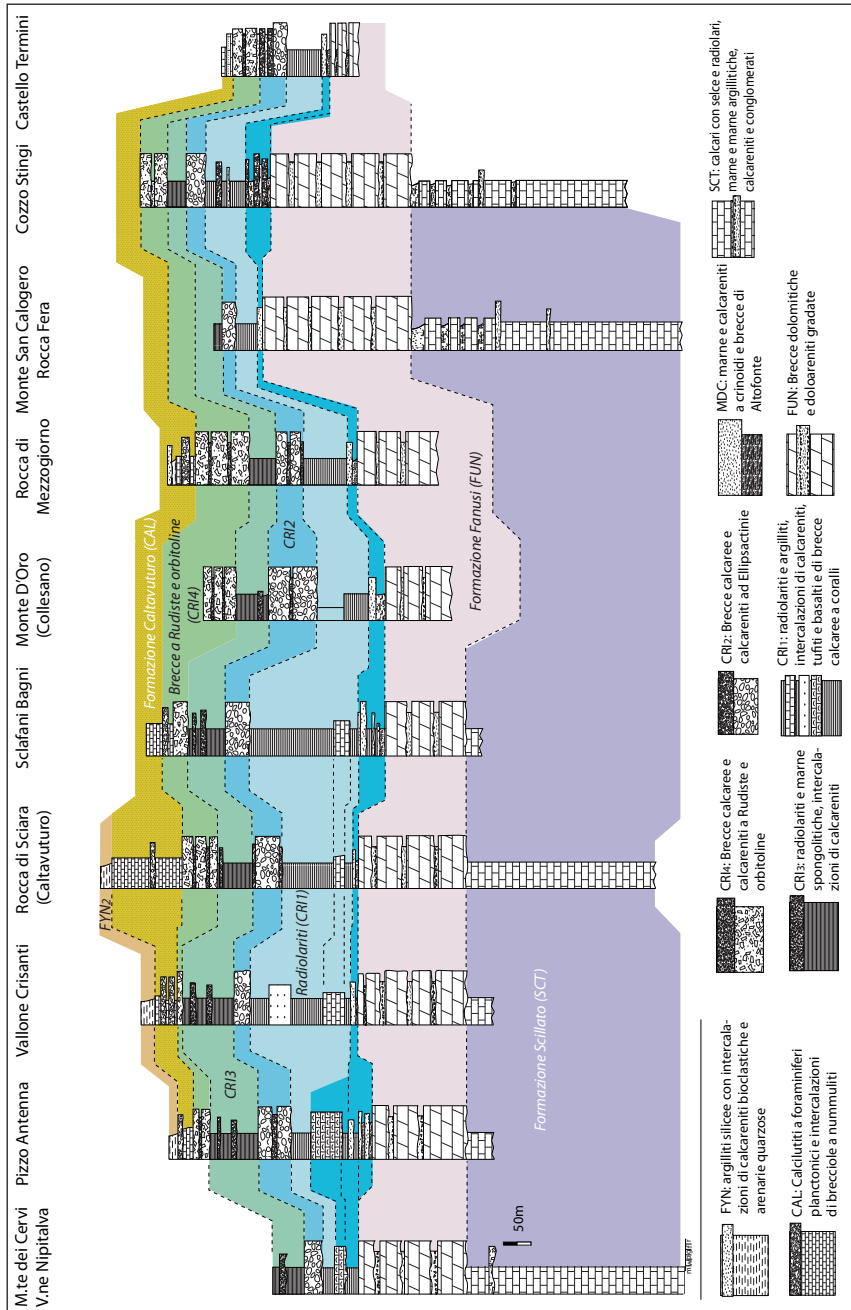 M.te dei Cervi
V.ne Nipitalva
Pizzo Antenna
Vallone Crisanti
Rocca di Sciara
(Caltavuturo)
Sclafani Bagni
Monte D'Oro
(Collesano)
Rocca di
Mezzogiorno
Monte San Calogero
Rocca Fera
Cozzo Stingi
Castello Termini
FYN2
Formazione Caltavuturo (CAL)
Brecce a Rudiste e orbitoline
(CRI4)
CRI3
CRI2
Radiolariti (CRI1)
Formazione Fanusi (FUN)
Formazione Scillato (SCT)
50m
FYN: argilliti silicee con intercala-
zioni di calcareniti bioclastiche e
arenarie quarzose
CAL: Calcilutiti a foraminiferi
planctonici e intercalazioni
di brecciole a nummuliti
CRI4: Brecce calcaree e
calcareniti a Rudiste e
orbitoline
CRI3: radiolariti e marne
spongolitiche, intercala-
zioni di calcareniti
CRI2: Brecce calcaree e
calcareniti ad Ellipsactinie
CRI1: radiolariti e argilliti,
intercalazioni di calcareniti,
tufiti e basalti e di brecce
calcaree a coralli
MDC: marne e calcareniti
a crinoidi e brecce di
Altofonte
FUN: Brecce dolomitiche
e doloareniti gradate
SCT: calcari con selce e radiolari,
marne e marne argillitiche,
calcareniti e conglomerati